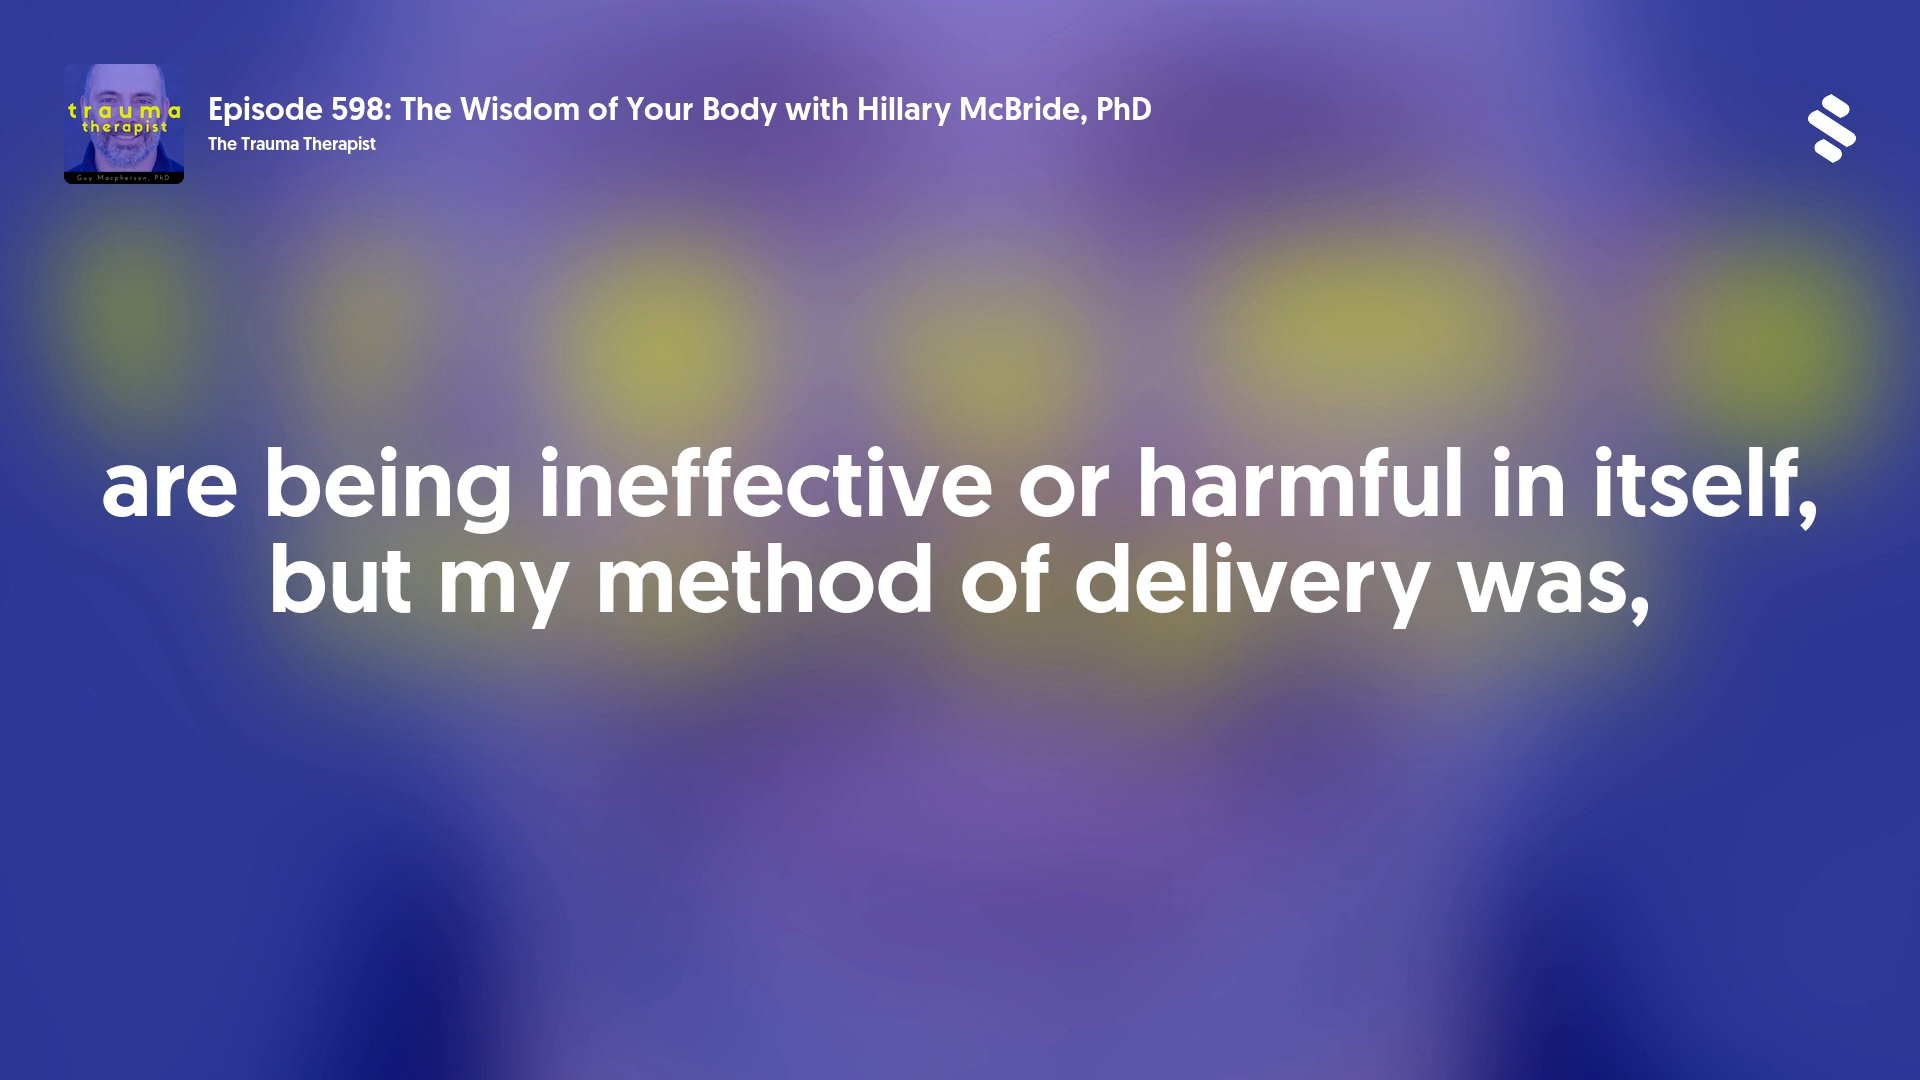 trauma
therapist
Guy Macpherson, PhD
Episode 598: The Wisdom of Your Body with Hillary McBride, PhD
The Trauma Therapist
are being ineffective or harmful in itself,
but my method of delivery was,